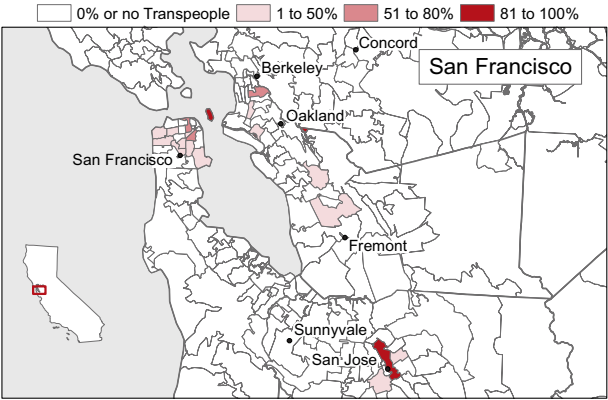 0% or no Transpeople 1 to 50% 51 to 80% 81 to 100%
Concord
San Francisco
Berkeley
Oakland
San Francisco
Fremont
Sunnyvale
San Jose